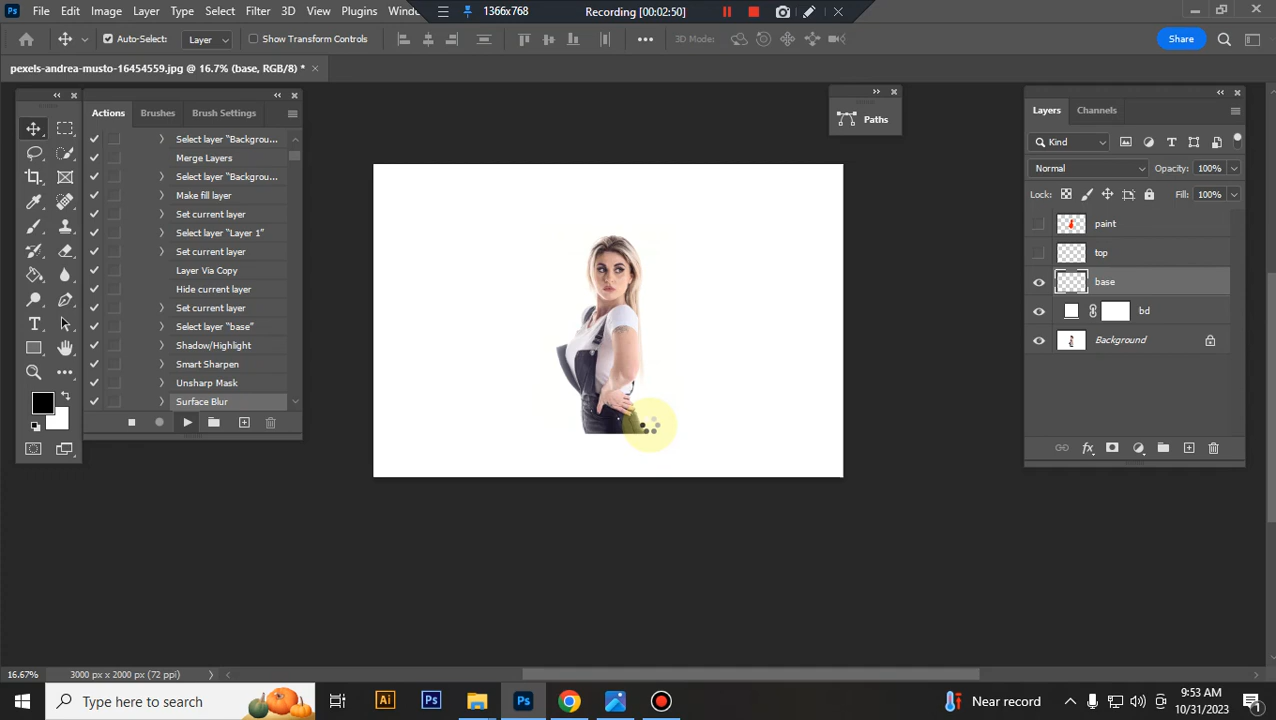 File Edit Image Layer Type Select Filter 3D View Plugins Windo
1366x768 Recording [00:02:50]
Auto-Select: Layer Show Transform Controls 3D Mode: Share
pexels-andrea-musto-16454559.jpg @ 16.7% (base, RGB/8) *
Actions Brushes Brush Settings
Select layer “Backgrou...
Merge Layers
Select layer “Backgrou...
Make fill layer
Set current layer
Select layer “Layer 1”
Set current layer
Layer Via Copy
Hide current layer
Set current layer
Select layer “base”
Shadow/Highlight
Smart Sharpen
Unsharp Mask
Surface Blur
Paths
Layers Channels
Kind
Normal Opacity: 100%
Lock: Fill: 100%
paint
top
base
bd
Background
16.67% 3000 px x 2000 px (72 ppi)
Type here to search
Ai Ps Ps
Near record
9:53 AM
10/31/2023